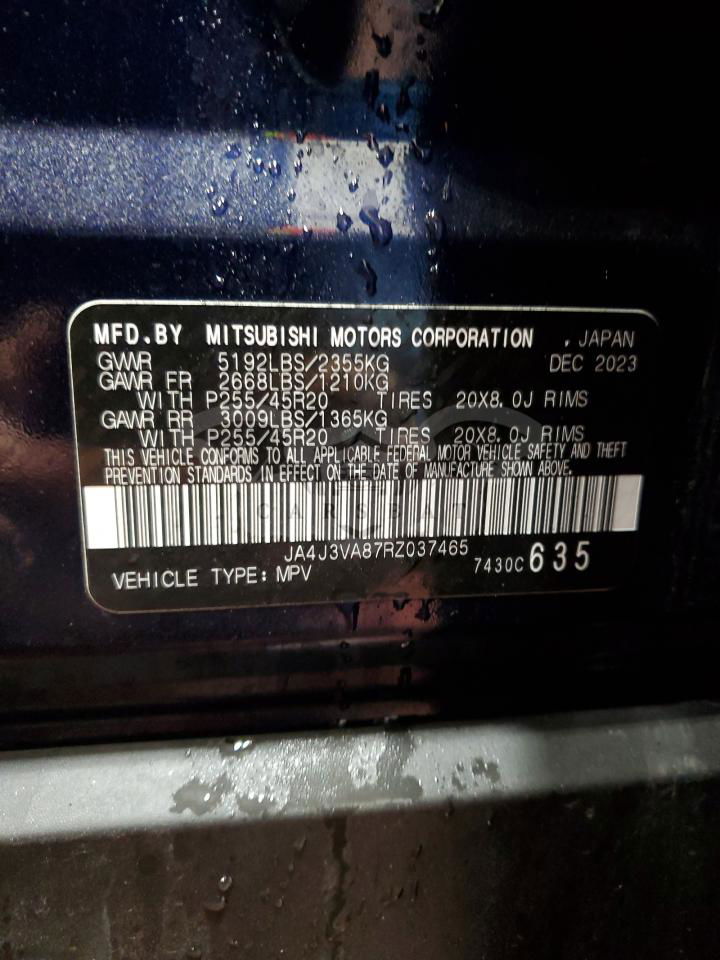 MFD.BY MITSUBISHI MOTORS CORPORATION , JAPAN
GVWR 5192LBS/2355KG DEC 2023
GAWR FR 2668LBS/1210KG
WITH P255/45R20 TIRES 20X8.0J RIMS
GAWR RR 3009LBS/1365KG
WITH P255/45R20 TIRES 20X8.0J RIMS
THIS VEHICLE CONFORMS TO ALL APPLICABLE FEDERAL MOTOR VEHICLE SAFETY AND THEFT
PREVENTION STANDARDS IN EFFECT ON THE DATE OF MANUFACTURE SHOWN ABOVE.
CARSBAT
JA4J3VA87RZ037465
VEHICLE TYPE: MPV 7430C 635